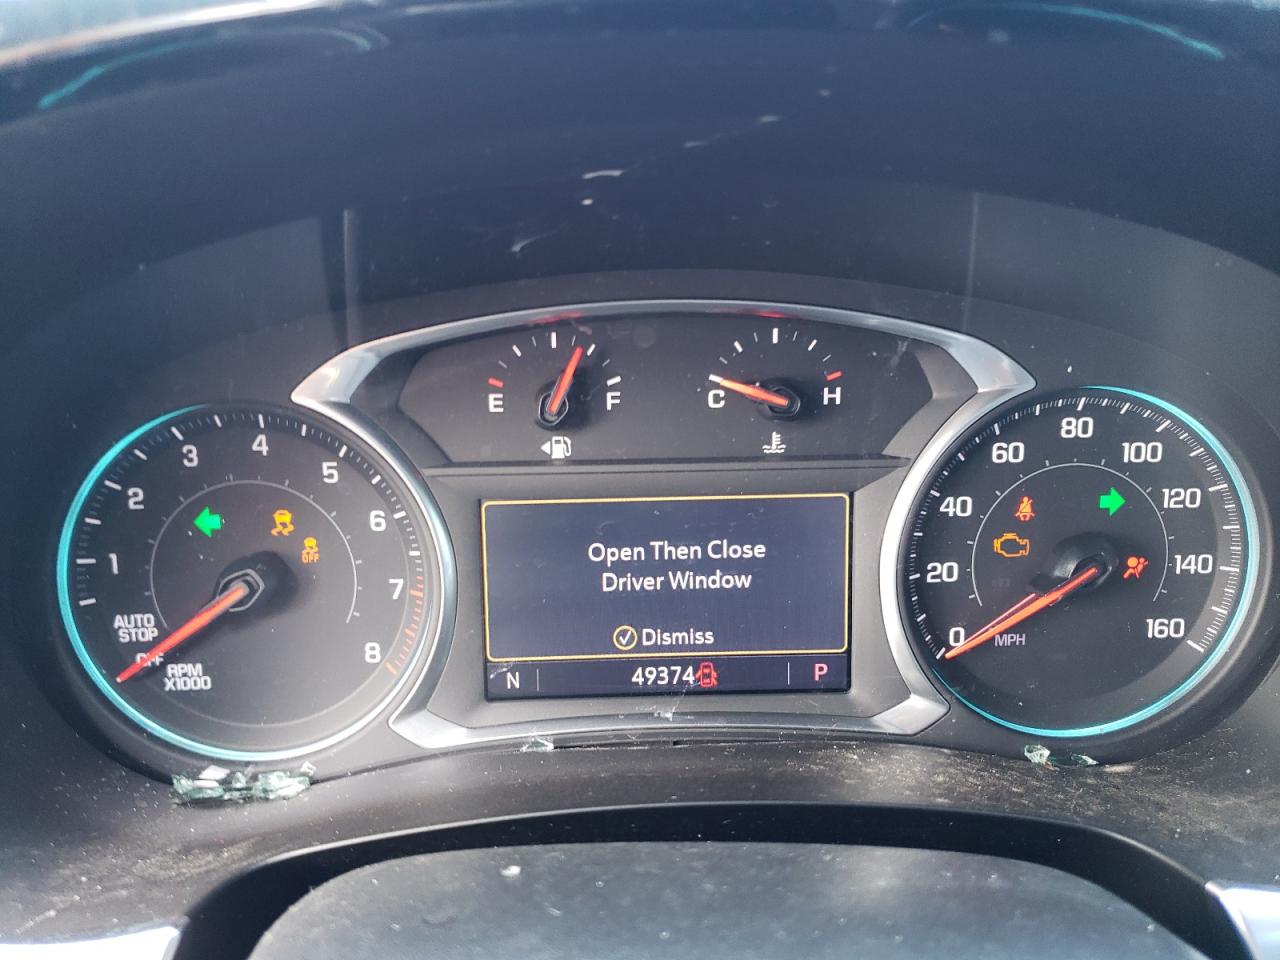 E F
C H
1
2
3
4
5
6
7
8
OFF
AUTO
STOP
OFF
RPM
X1000
Open Then Close
Driver Window
Dismiss
N
49374
P
0
20
40
60
80
100
120
140
160
MPH